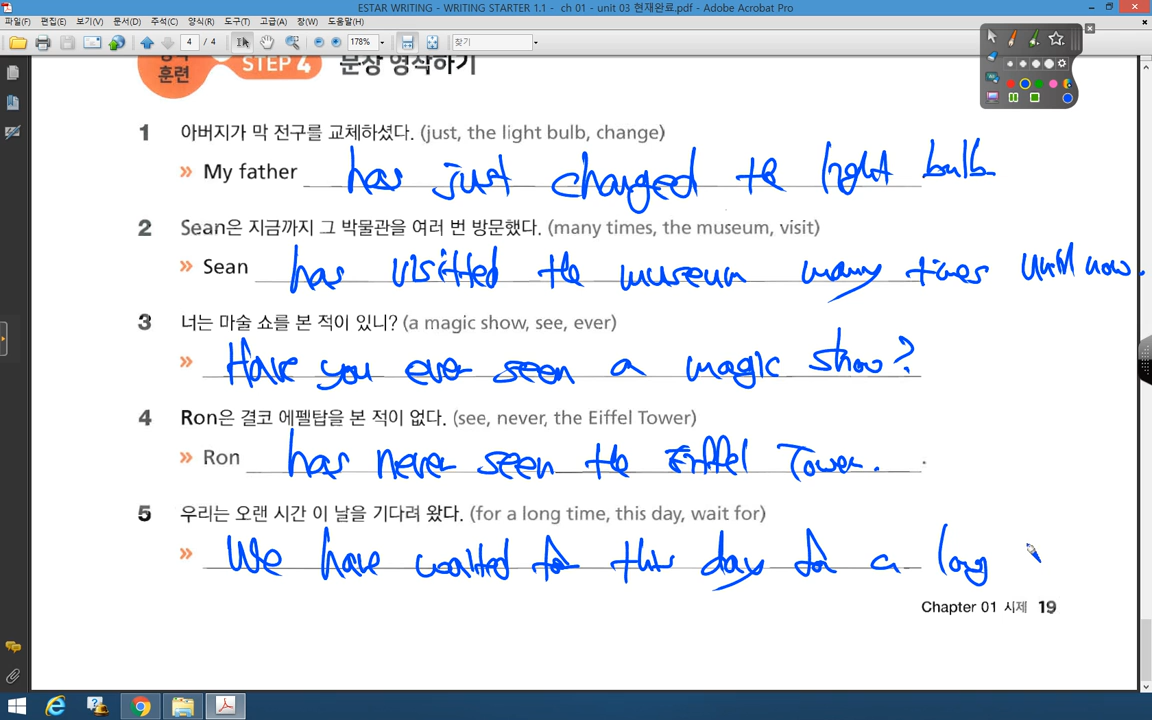 ESTAR WRITING - WRITING STARTER 1.1 - ch 01 - unit 03 현재완료.pdf - Adobe Acrobat Pro
파일(F) 편집(E) 보기(V) 문서(D) 주석(C) 양식(R) 도구(T) 고급(A) 창(W) 도움말(H)
4 / 4 178% 찾기
훈련 STEP 4 문장 영작하기
1 아버지가 막 전구를 교체하셨다. (just, the light bulb, change)
» My father has just changed the light bulb
2 Sean은 지금까지 그 박물관을 여러 번 방문했다. (many times, the museum, visit)
» Sean has visited the museum many times until now.
3 너는 마술 쇼를 본 적이 있니? (a magic show, see, ever)
» Have you ever seen a magic show?
4 Ron은 결코 에펠탑을 본 적이 없다. (see, never, the Eiffel Tower)
» Ron has never seen the Eiffel Tower.
5 우리는 오랜 시간 이 날을 기다려 왔다. (for a long time, this day, wait for)
» We have waited for this day for a long
Chapter 01 시제 19